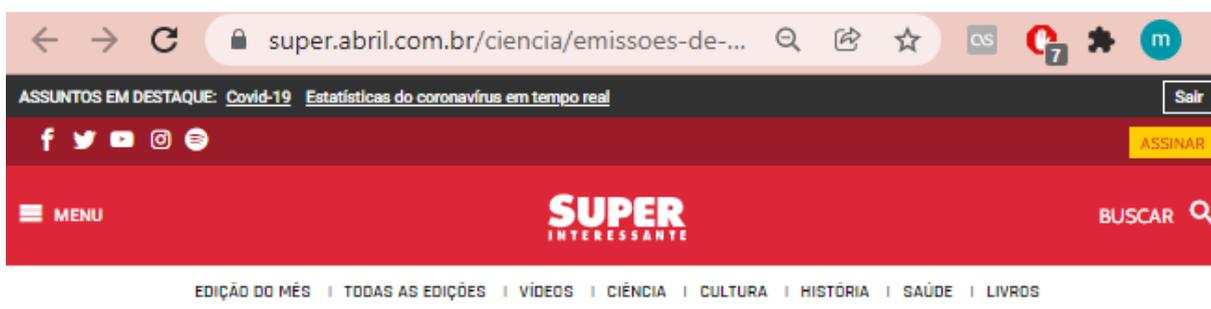 super.abril.com.br/ciencia/emissoes-de-...
7
m
ASSUNTOS EM DESTAQUE: Covid-19 Estatísticas do coronavírus em tempo real
Sair
ASSINAR
MENU
SUPER
INTERESSANTE
BUSCAR
EDIÇÃO DO MÊS | TODAS AS EDIÇÕES | VÍDEOS | CIÊNCIA | CULTURA | HISTÓRIA | SAÚDE | LIVROS